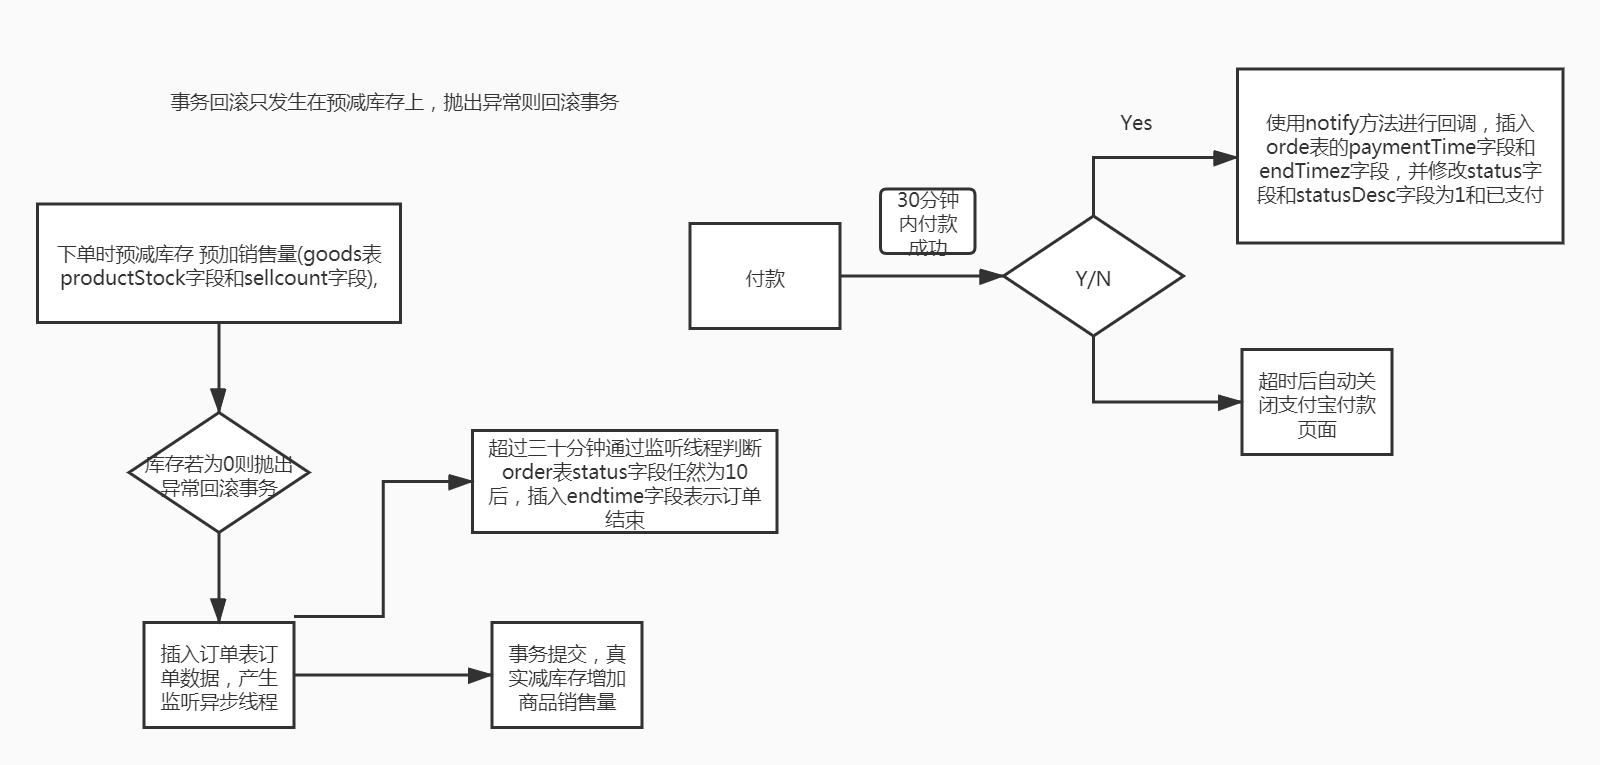 事务回滚只发生在预减库存上，抛出异常则回滚事务
下单时预减库存 预加销售量(goods表
productStock字段和sellcount字段),
库存若为0则抛出
异常回滚事务
插入订单表订
单数据，产生
监听异步线程
超过三十分钟通过监听线程判断
order表status字段任然为10
后，插入endtime字段表示订单
结束
事务提交，真
实减库存增加
商品销售量
付款
30分钟
内付款
成功
Y/N
Yes
使用notify方法进行回调，插入
orde表的paymentTime字段和
endTimez字段，并修改status字
段和statusDesc字段为1和已支付
超时后自动关
闭支付宝付款
页面